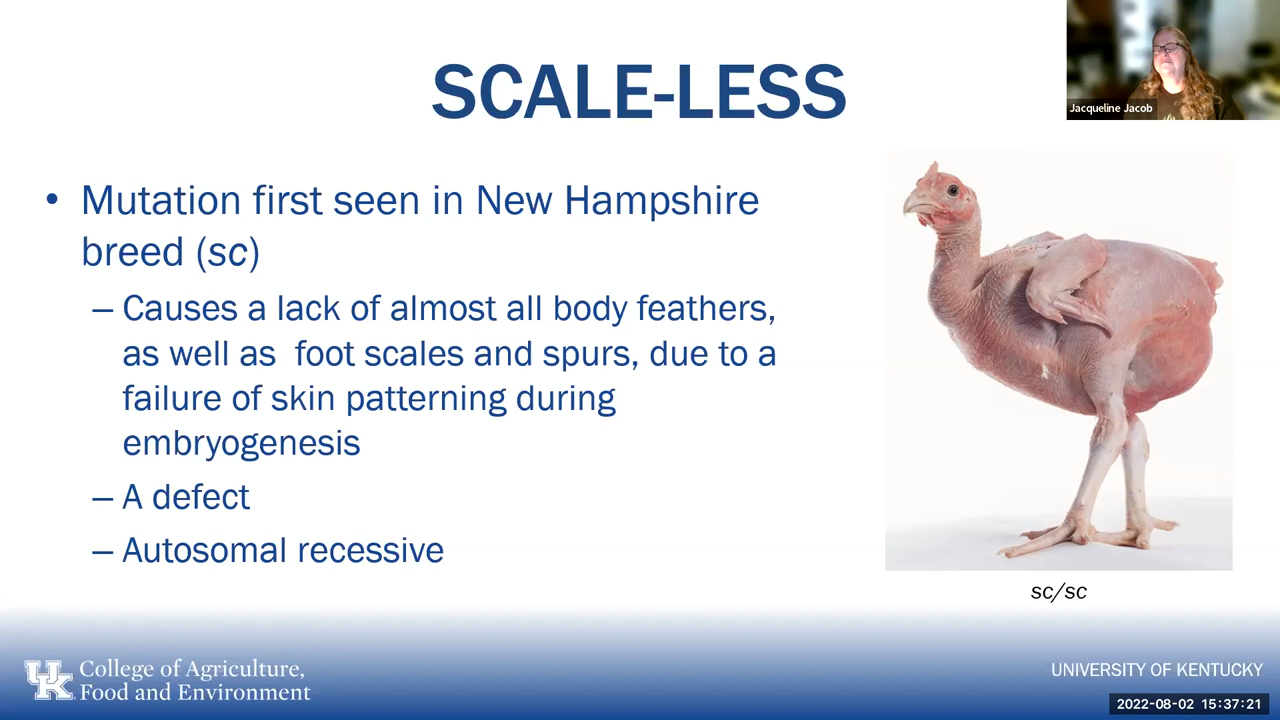 SCALE-LESS
Jacqueline Jacob
• Mutation first seen in New Hampshire
breed (sc)
– Causes a lack of almost all body feathers,
as well as  foot scales and spurs, due to a
failure of skin patterning during
embryogenesis
– A defect
– Autosomal recessive
sc/sc
UK
College of Agriculture,
Food and Environment
UNIVERSITY OF KENTUCKY
2022-08-02 15:37:21